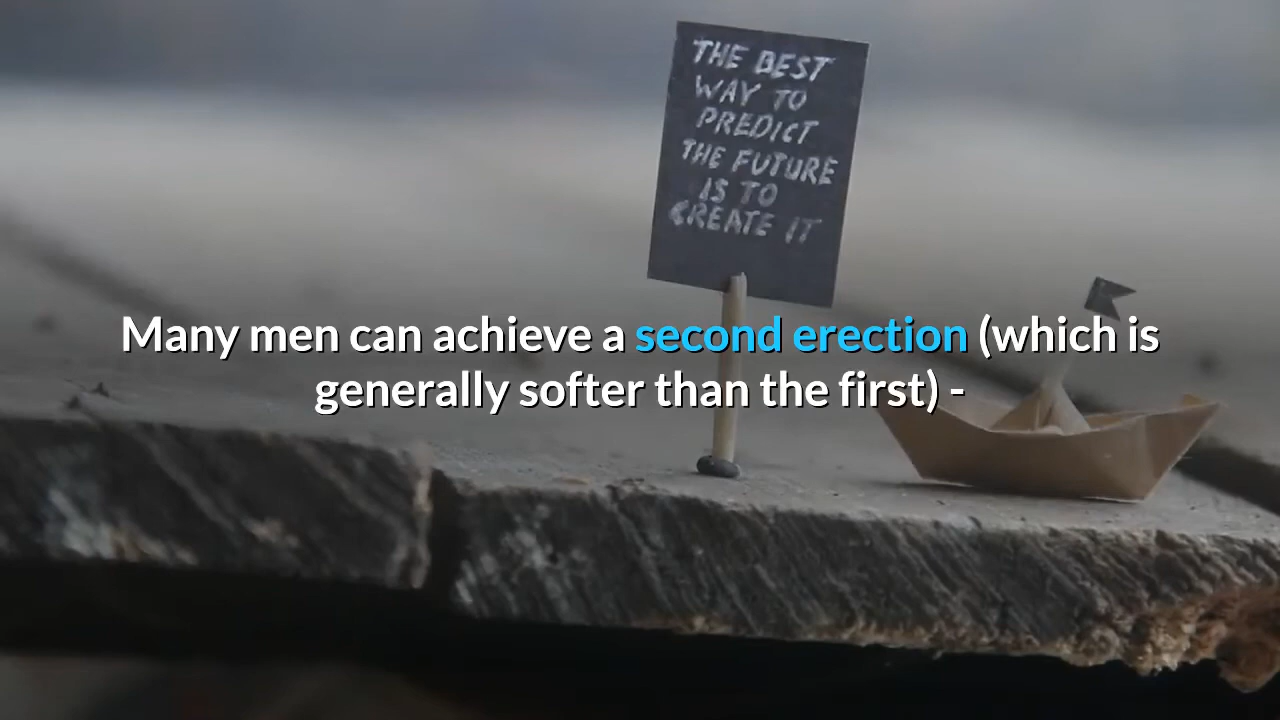 THE BEST
WAY TO
PREDICT
THE FUTURE
IS TO
CREATE IT
Many men can achieve a second erection (which is
generally softer than the first) -